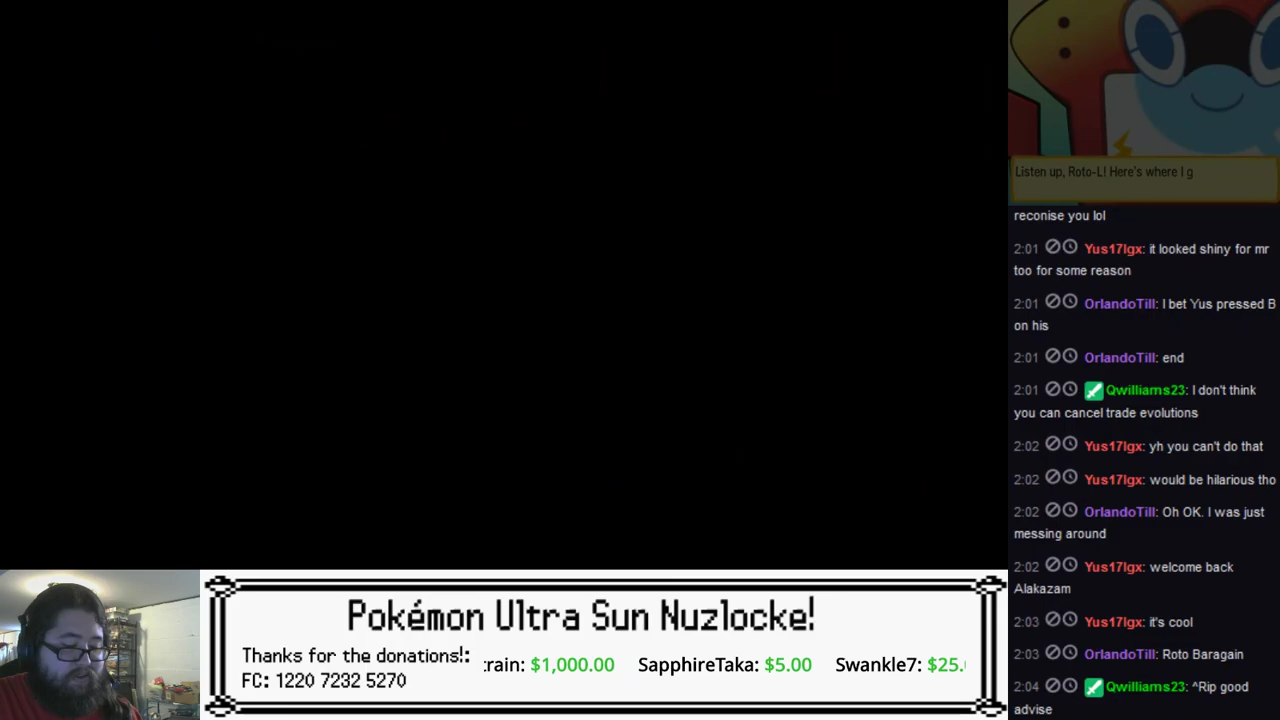 Listen up, Roto-L! Here's where I g
reconise you lol
2:01 Yus17lgx: it looked shiny for mr
too for some reason
2:01 OrlandoTill: I bet Yus pressed B
on his
2:01 OrlandoTill: end
2:01 Qwilliams23: I don't think
you can cancel trade evolutions
2:02 Yus17lgx: yh you can't do that
2:02 Yus17lgx: would be hilarious tho
2:02 OrlandoTill: Oh OK. I was just
messing around
2:02 Yus17lgx: welcome back
Alakazam
2:03 Yus17lgx: it's cool
2:03 OrlandoTill: Roto Baragain
2:04 Qwilliams23: ^Rip good
advise
Pokémon Ultra Sun Nuzlocke!
Thanks for the donations!: :rain: $1,000.00 SapphireTaka: $5.00 Swankle7: $25.
FC: 1220 7232 5270